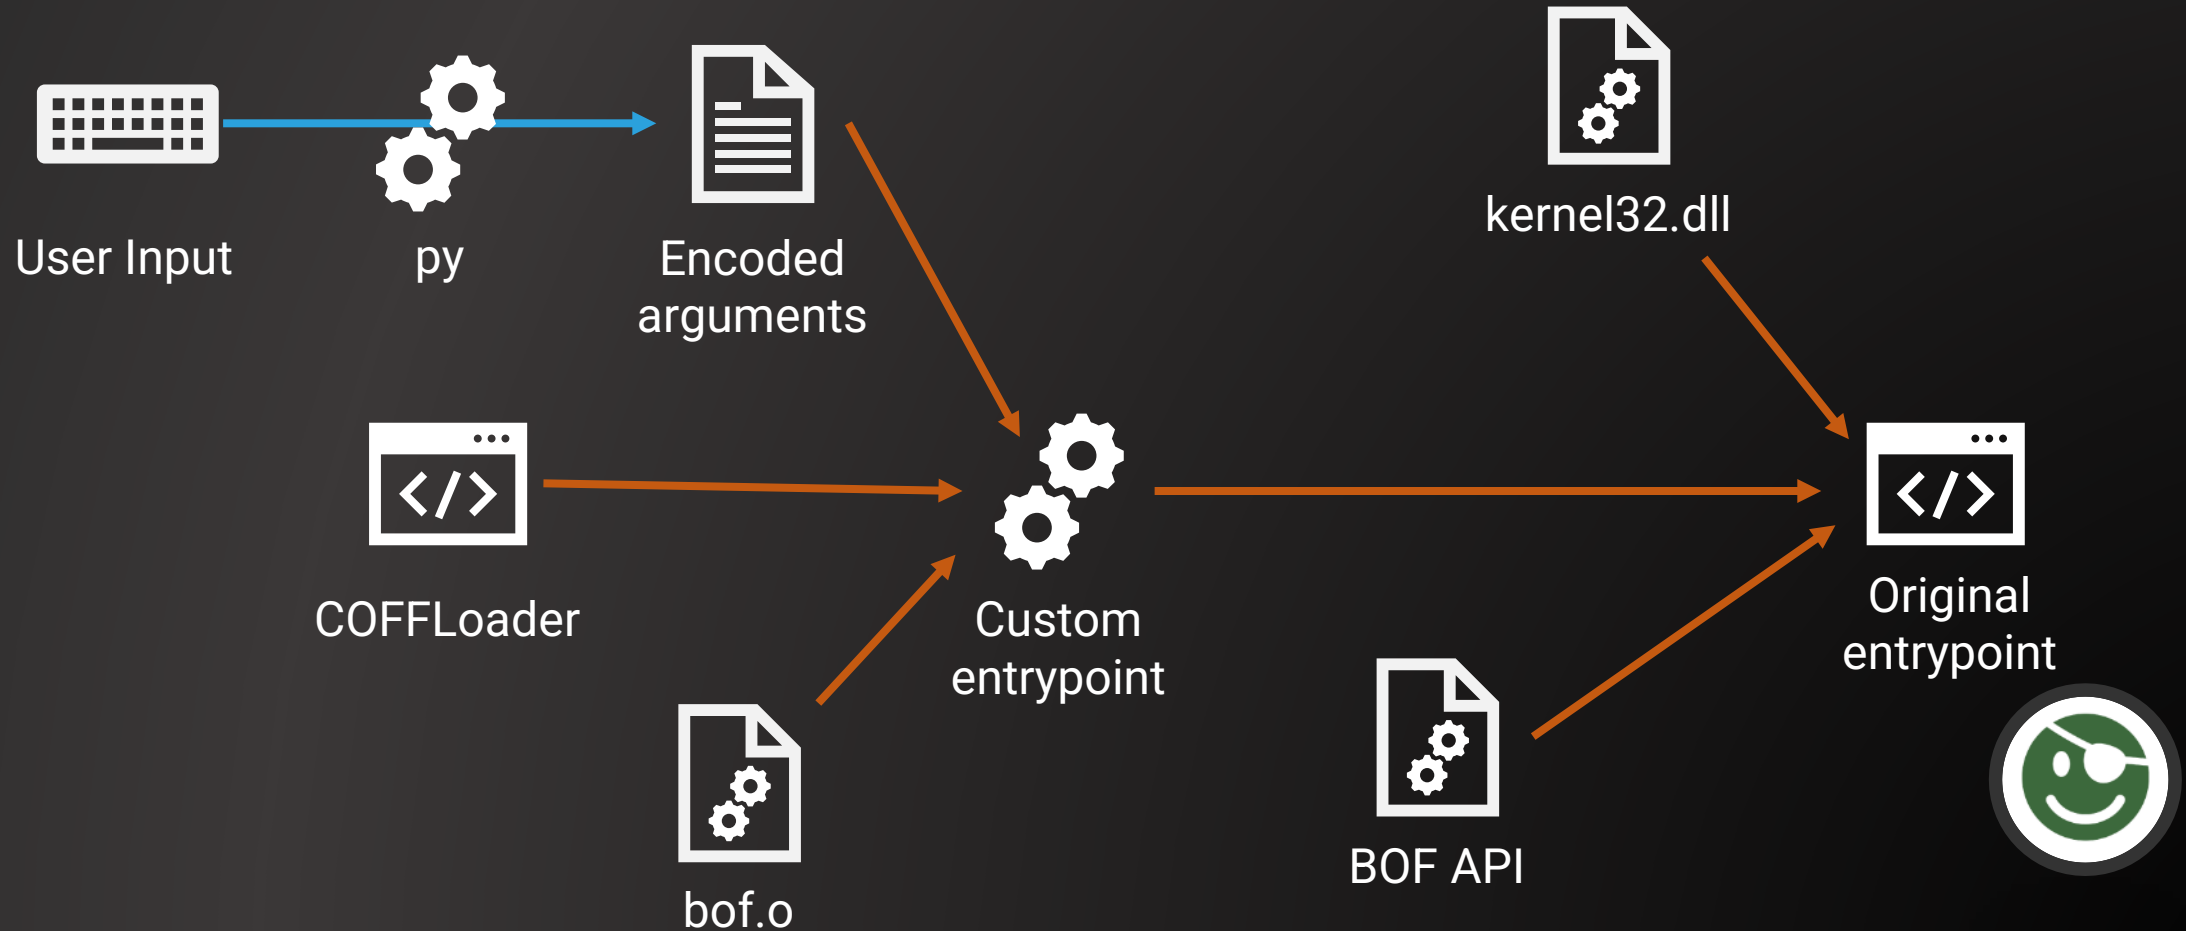 kernel32.dll
User Input
py
Encoded
arguments
COFFLoader
Custom
entrypoint
Original
entrypoint
BOF API
bof.o